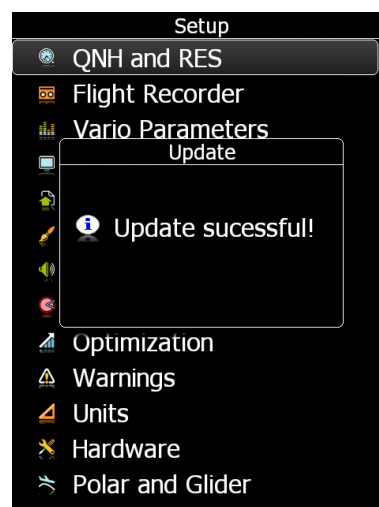 Setup
QNH and RES
Flight Recorder
Vario Parameters
Update
Update sucessful!
Optimization
Warnings
Units
Hardware
Polar and Glider